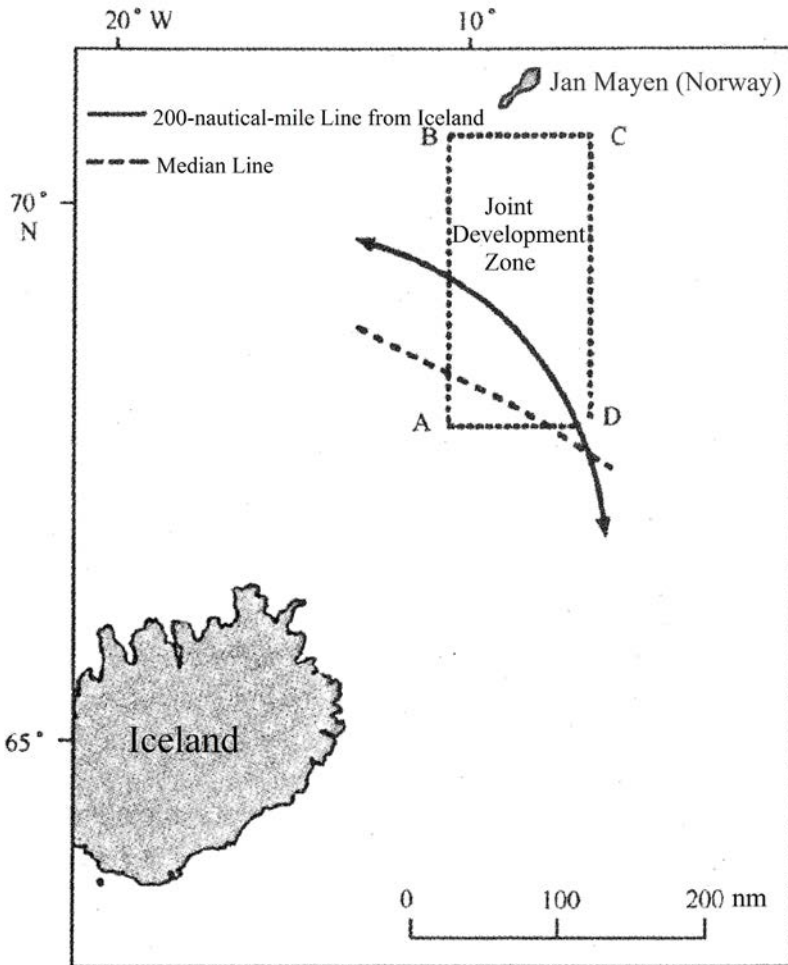 20° W
10°
Jan Mayen (Norway)
200-nautical-mile Line from Iceland
B
C
Median Line
70°
N
Joint
Development
Zone
A
D
65°
Iceland
0
100
200 nm